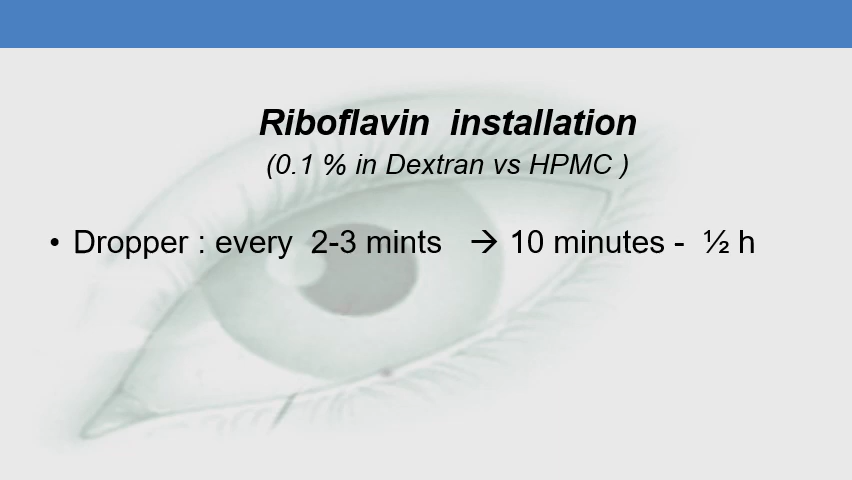 Riboflavin installation
(0.1 % in Dextran vs HPMC )
• Dropper : every 2-3 mints → 10 minutes - ½ h